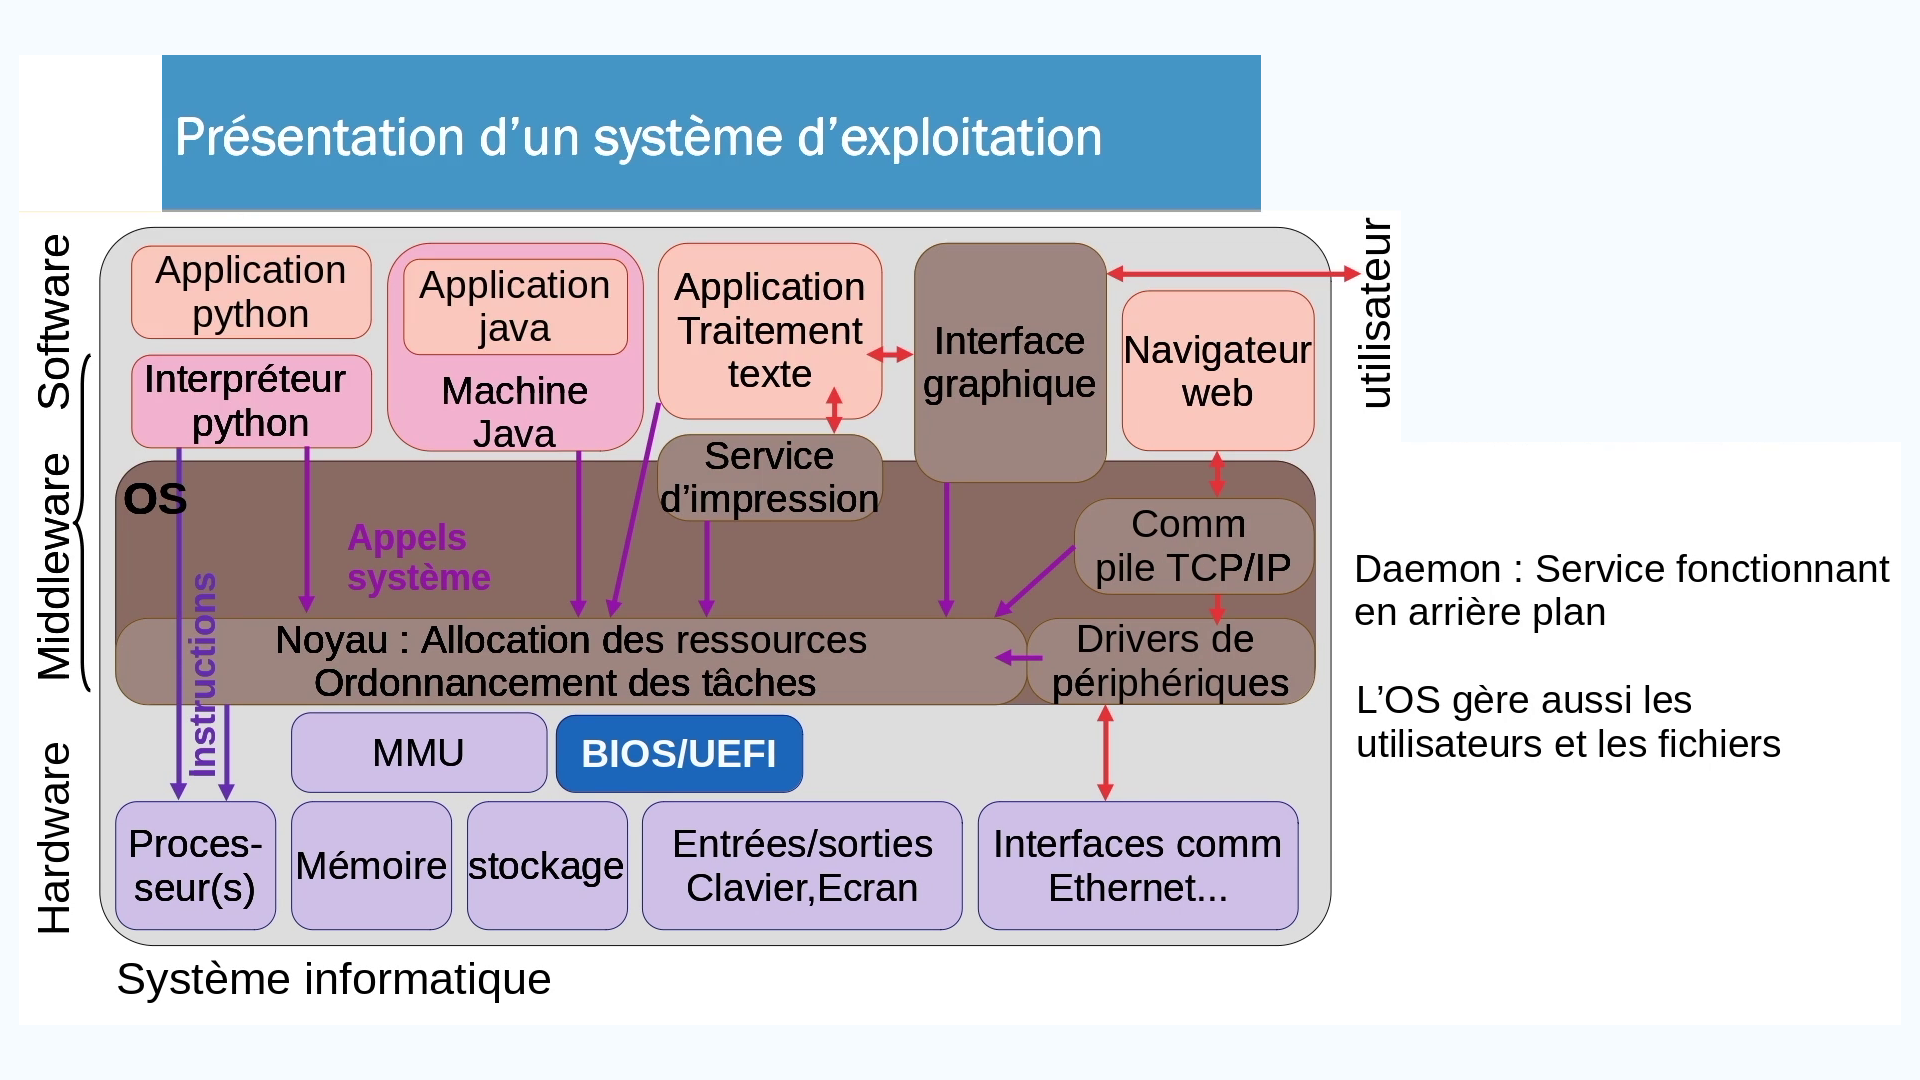 Présentation d’un système d’exploitation
Software
Middleware
Hardware
utilisateur
Application
python
Interpréteur
python
Application
java
Machine
Java
Application
Traitement
texte
Service
d’impression
Interface
graphique
Navigateur
web
OS
Appels
système
Instructions
Comm
pile TCP/IP
Noyau : Allocation des ressources
Ordonnancement des tâches
Drivers de
périphériques
MMU
BIOS/UEFI
Proces-
seur(s)
Mémoire
stockage
Entrées/sorties
Clavier,Ecran
Interfaces comm
Ethernet...
Système informatique
Daemon : Service fonctionnant
en arrière plan
L’OS gère aussi les
utilisateurs et les fichiers